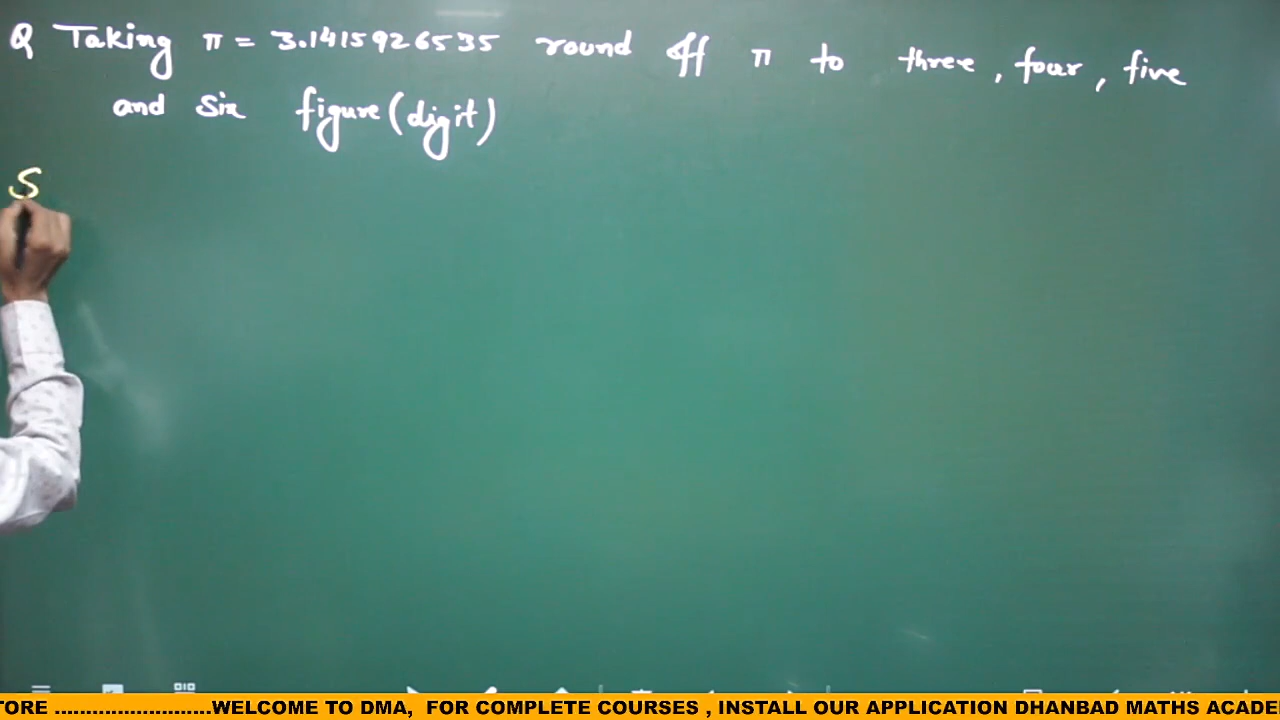 Q Taking π = 3.1415926535 round off π to three, four, five
and six figure (digit)
S
TORE .........................WELCOME TO DMA, FOR COMPLETE COURSES , INSTALL OUR APPLICATION DHANBAD MATHS ACADE